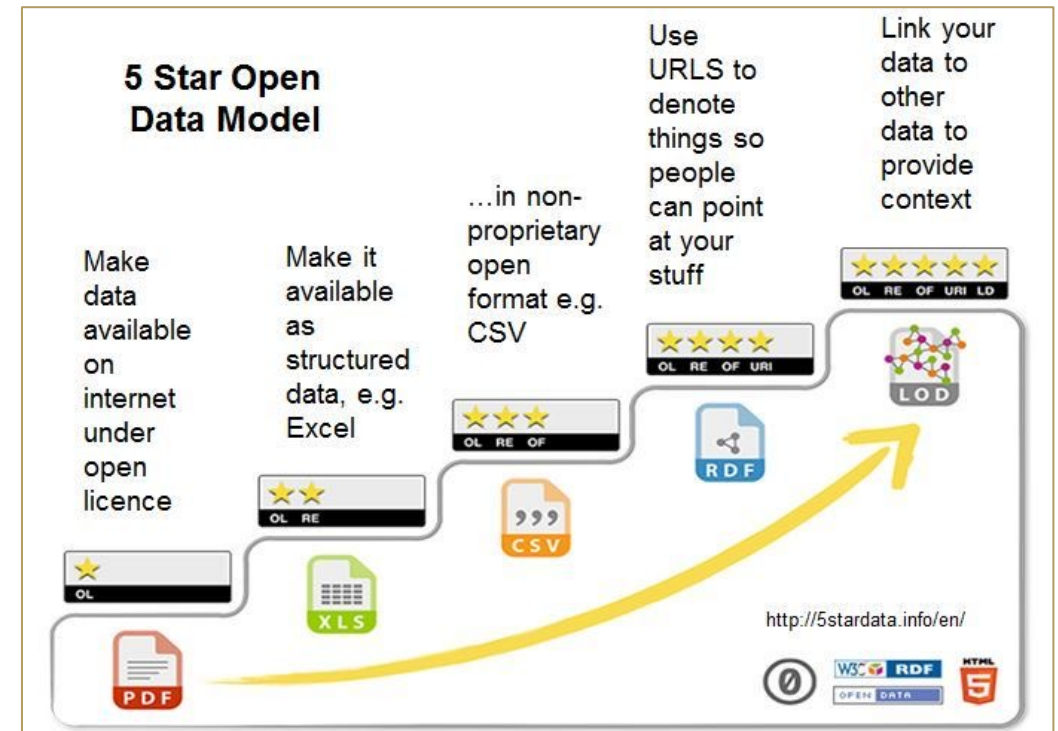 5 Star Open
Data Model
Make
data
available
on
internet
under
open
licence
OL
PDF
Make it
available
as
structured
data, e.g.
Excel
OL RE
XLS
...in non-
proprietary
open
format e.g.
CSV
OL RE OF
,,,
CSV
Use
URLS to
denote
things so
people
can point
at your
stuff
OL RE OF URI
RDF
Link your
data to
other
data to
provide
context
OL RE OF URI LD
LOD
http://5stardata.info/en/
0
W3C RDF
OPEN DATA
HTML
5